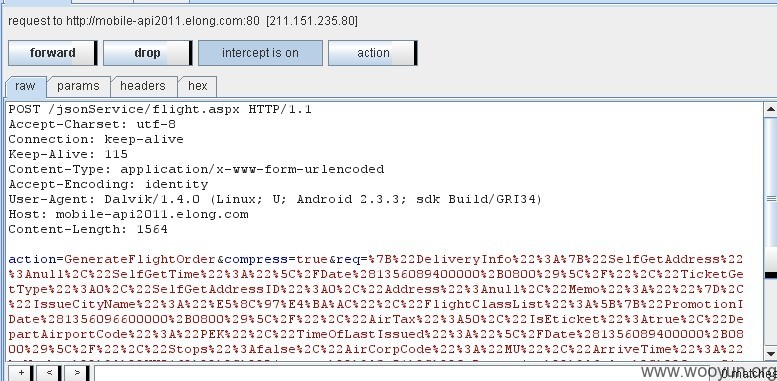 request to http://mobile-api2011.elong.com:80 [211.151.235.80]
forward drop intercept is on action
raw params headers hex
POST /jsonService/flight.aspx HTTP/1.1
Accept-Charset: utf-8
Connection: keep-alive
Keep-Alive: 115
Content-Type: application/x-www-form-urlencoded
Accept-Encoding: identity
User-Agent: Dalvik/1.4.0 (Linux; U; Android 2.3.3; sdk Build/GRI34)
Host: mobile-api2011.elong.com
Content-Length: 1564
action=GenerateFlightOrder&compress=true&req=%7B%22DeliveryInfo%22%3A%7B%22SelfGetAddress%22
%3Anull%2C%22SelfGetTime%22%3A%22%5C%2FDate%281356089400000%2B0800%29%5C%2F%22%2C%22TicketGe
tType%22%3A0%2C%22SelfGetAddressID%22%3A0%2C%22Address%22%3Anull%2C%22Memo%22%3A%22%22%7D%2C
%22IssueCityName%22%3A%22%E5%8C%97%E4%BA%AC%22%2C%22FlightClassList%22%3A%5B%7B%22PromotionI
Date%281356096600000%2B0800%29%5C%2F%22%2C%22AirTax%22%3A50%2C%22IsEticket%22%3Atrue%2C%22De
partAirportCode%22%3A%22PEK%22%2C%22TimeOfLastIssued%22%3A%22%5C%2FDate%281356089400000%2B08
00%29%5C%2F%22%2C%22Stops%22%3Afalse%2C%22AirCorpCode%22%3A%22MU%22%2C%22ArriveTime%22%3A%22
+ < > 0 matches
www.wooyun.org